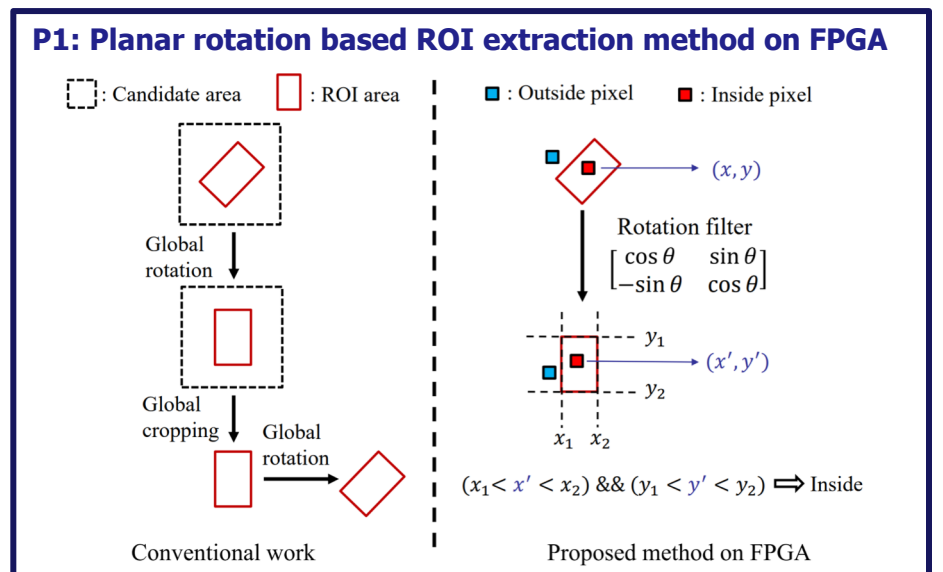 P1: Planar rotation based ROI extraction method on FPGA
: Candidate area
: ROI area
Global
rotation
Global
cropping
Global
rotation
Conventional work
: Outside pixel
: Inside pixel
(x, y)
Rotation filter
[cos θ sin θ
−sin θ cos θ]
y₁
(x′, y′)
y₂
x₁ x₂
(x₁< x′ < x₂) && (y₁ < y′ < y₂) ⇒ Inside
Proposed method on FPGA